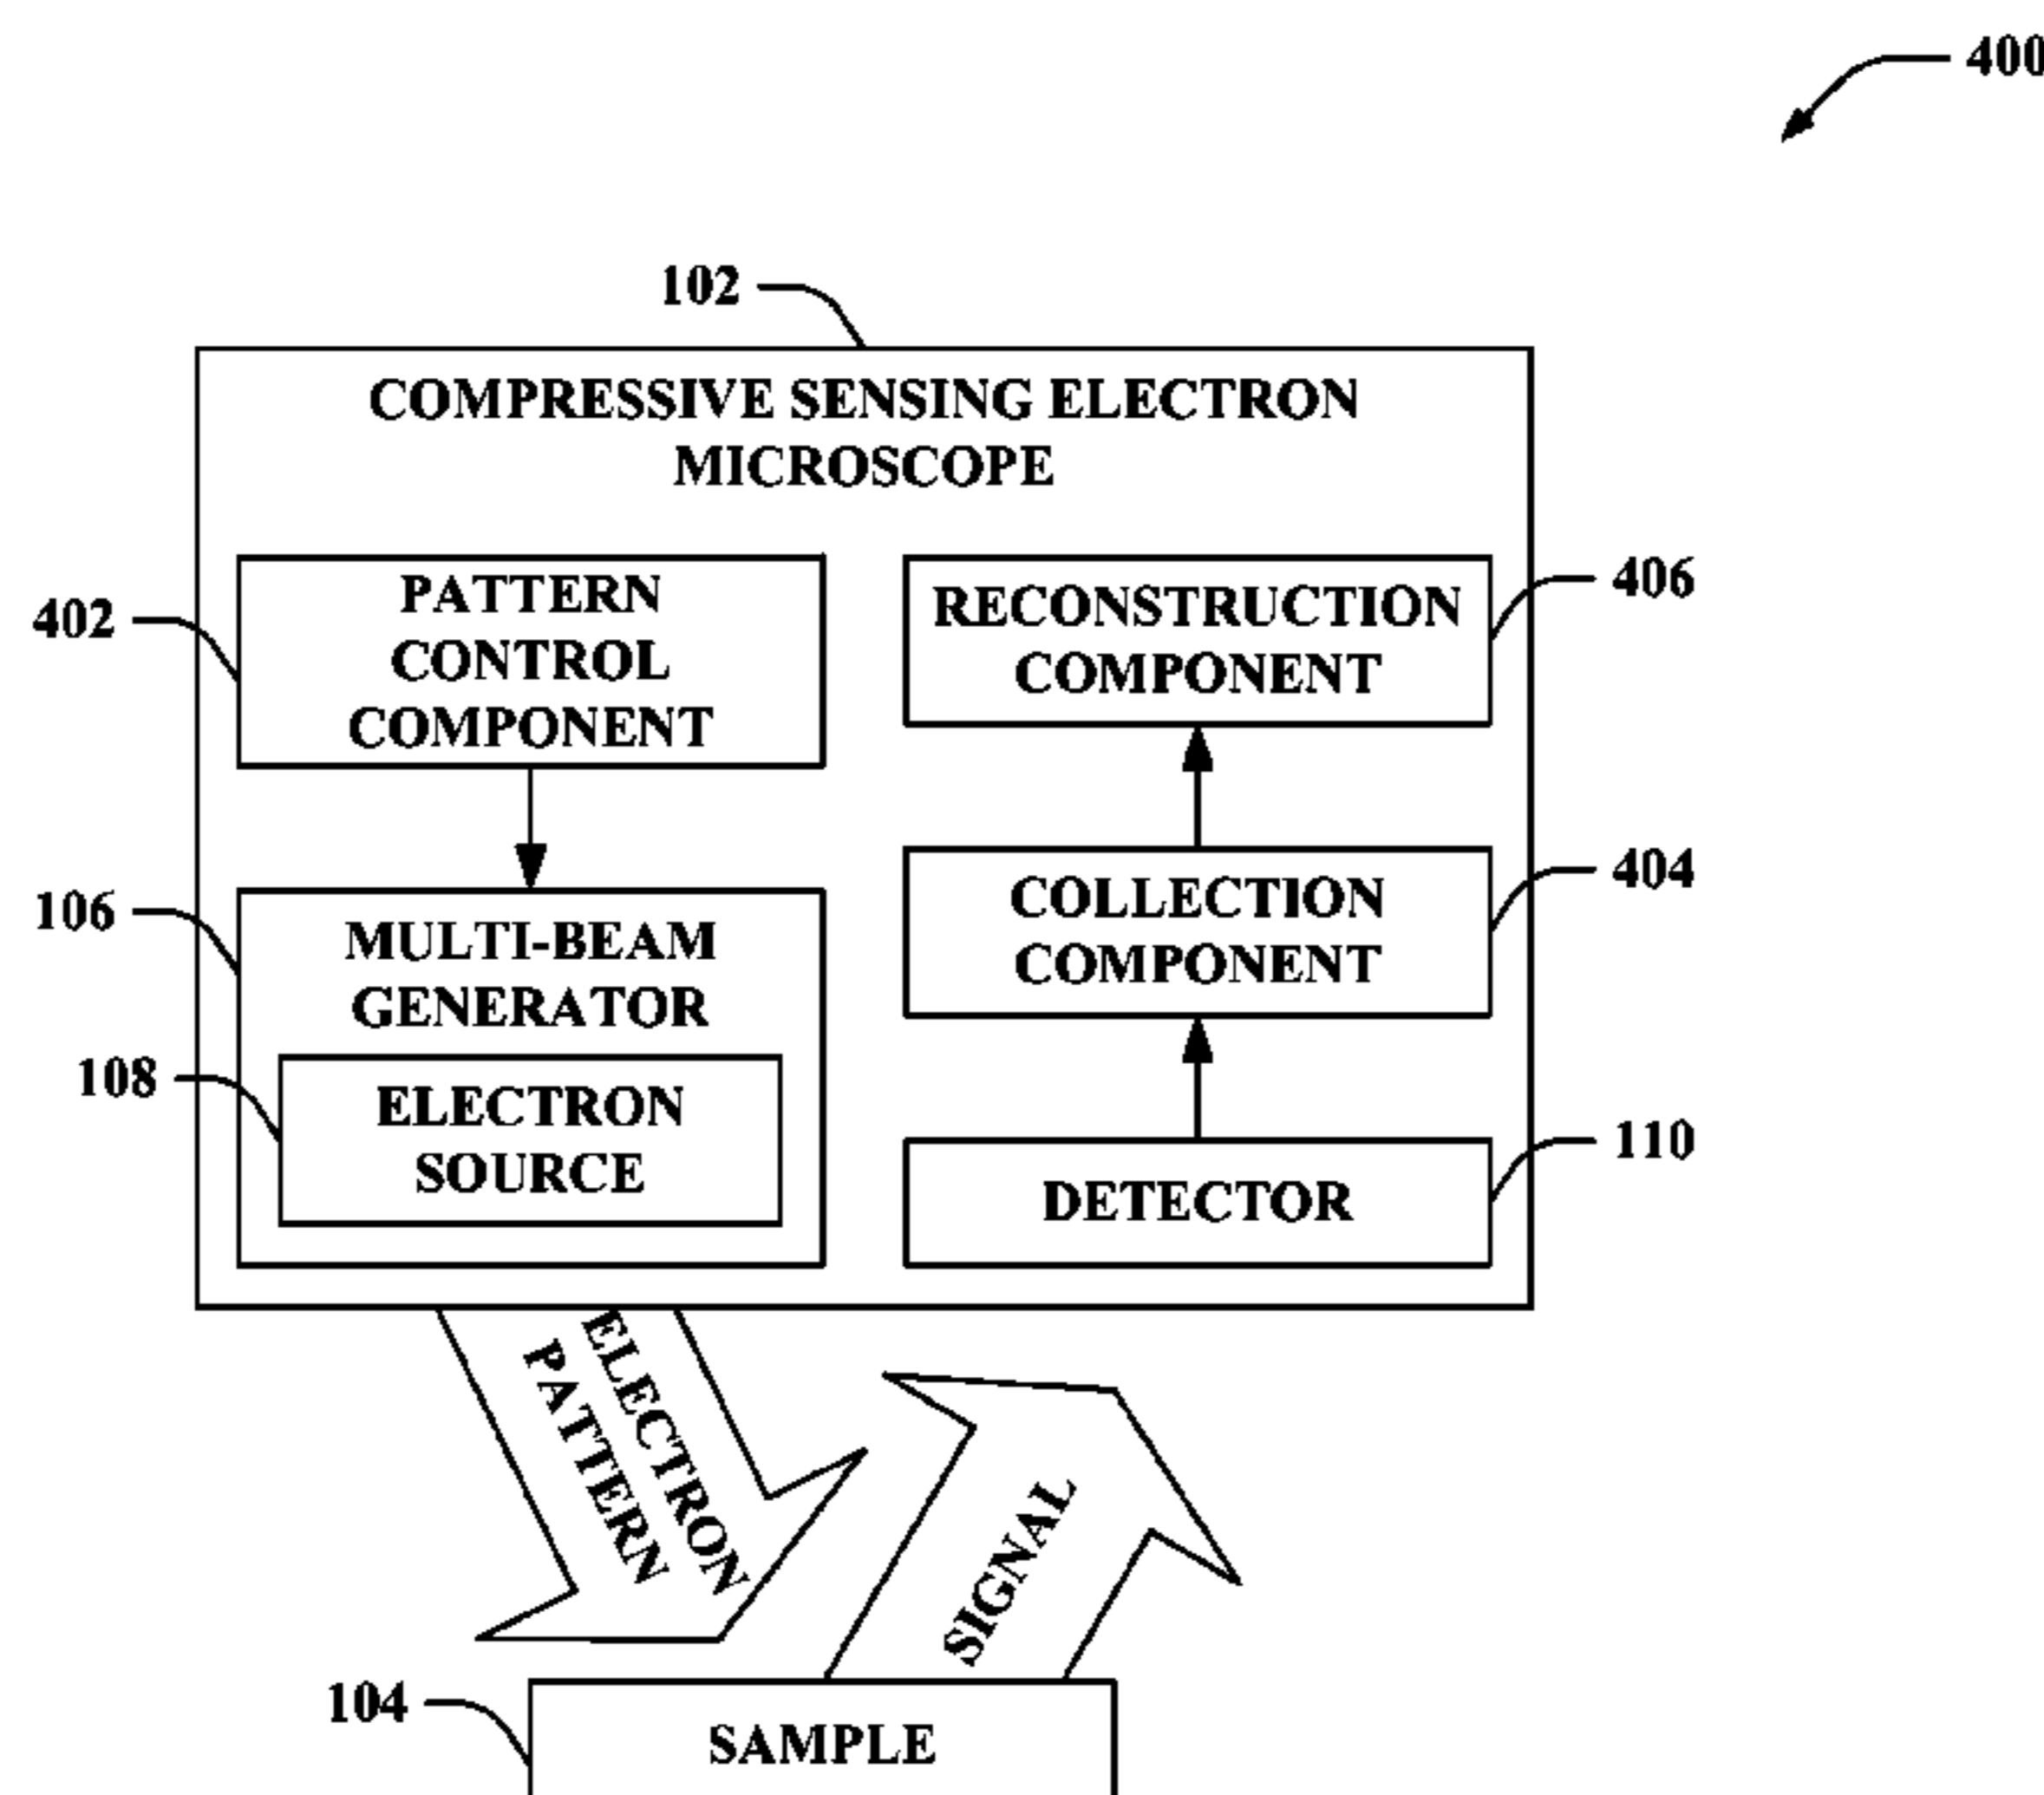 400
102
COMPRESSIVE SENSING ELECTRON
MICROSCOPE
402
PATTERN
CONTROL
COMPONENT
RECONSTRUCTION
COMPONENT
406
106
MULTI-BEAM
GENERATOR
COLLECTION
COMPONENT
404
108
ELECTRON
SOURCE
DETECTOR
110
ELECTRON
PATTERN
SIGNAL
104
SAMPLE